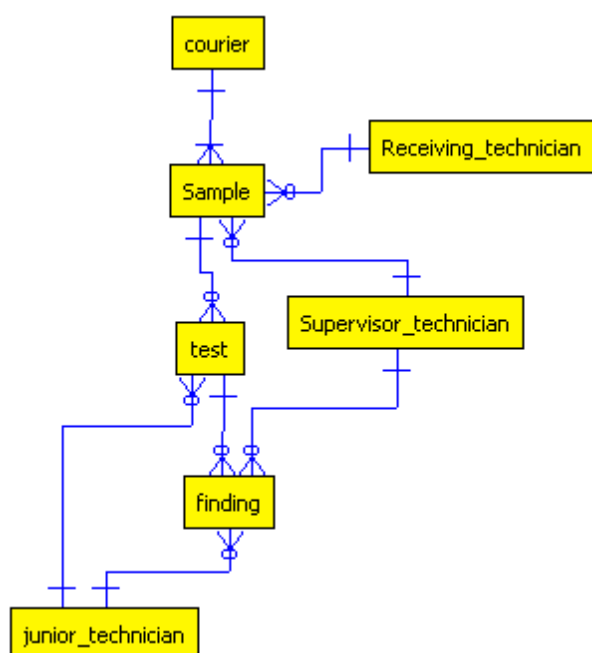 courier
Receiving_technician
Sample
Supervisor_technician
test
finding
junior_technician